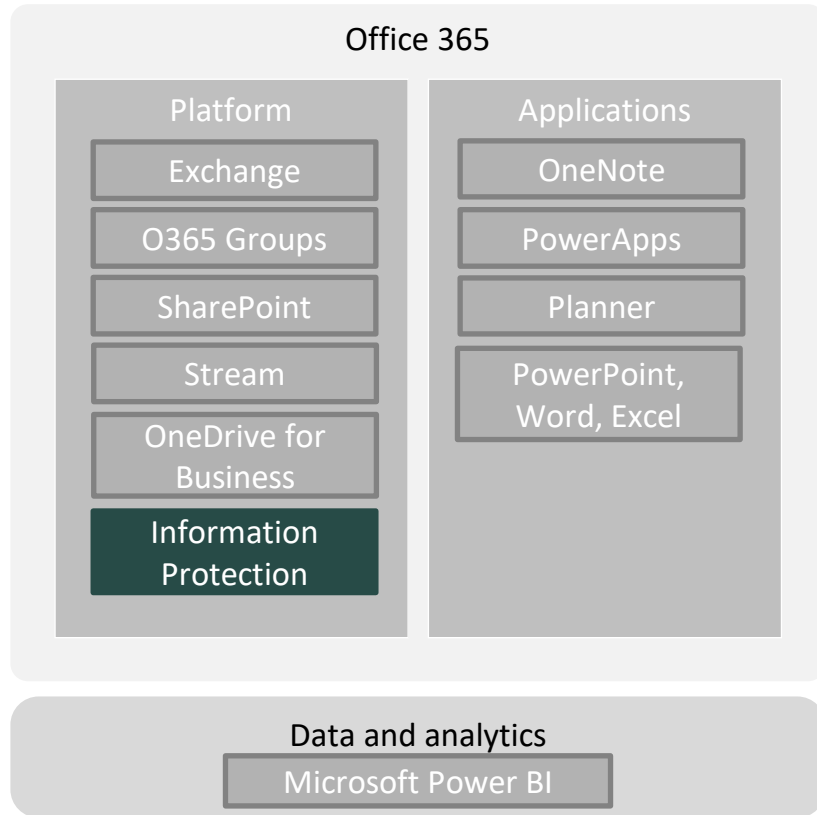 Office 365
Platform
Exchange
O365 Groups
SharePoint
Stream
OneDrive for
Business
Information
Protection
Applications
OneNote
PowerApps
Planner
PowerPoint,
Word, Excel
Data and analytics
Microsoft Power BI